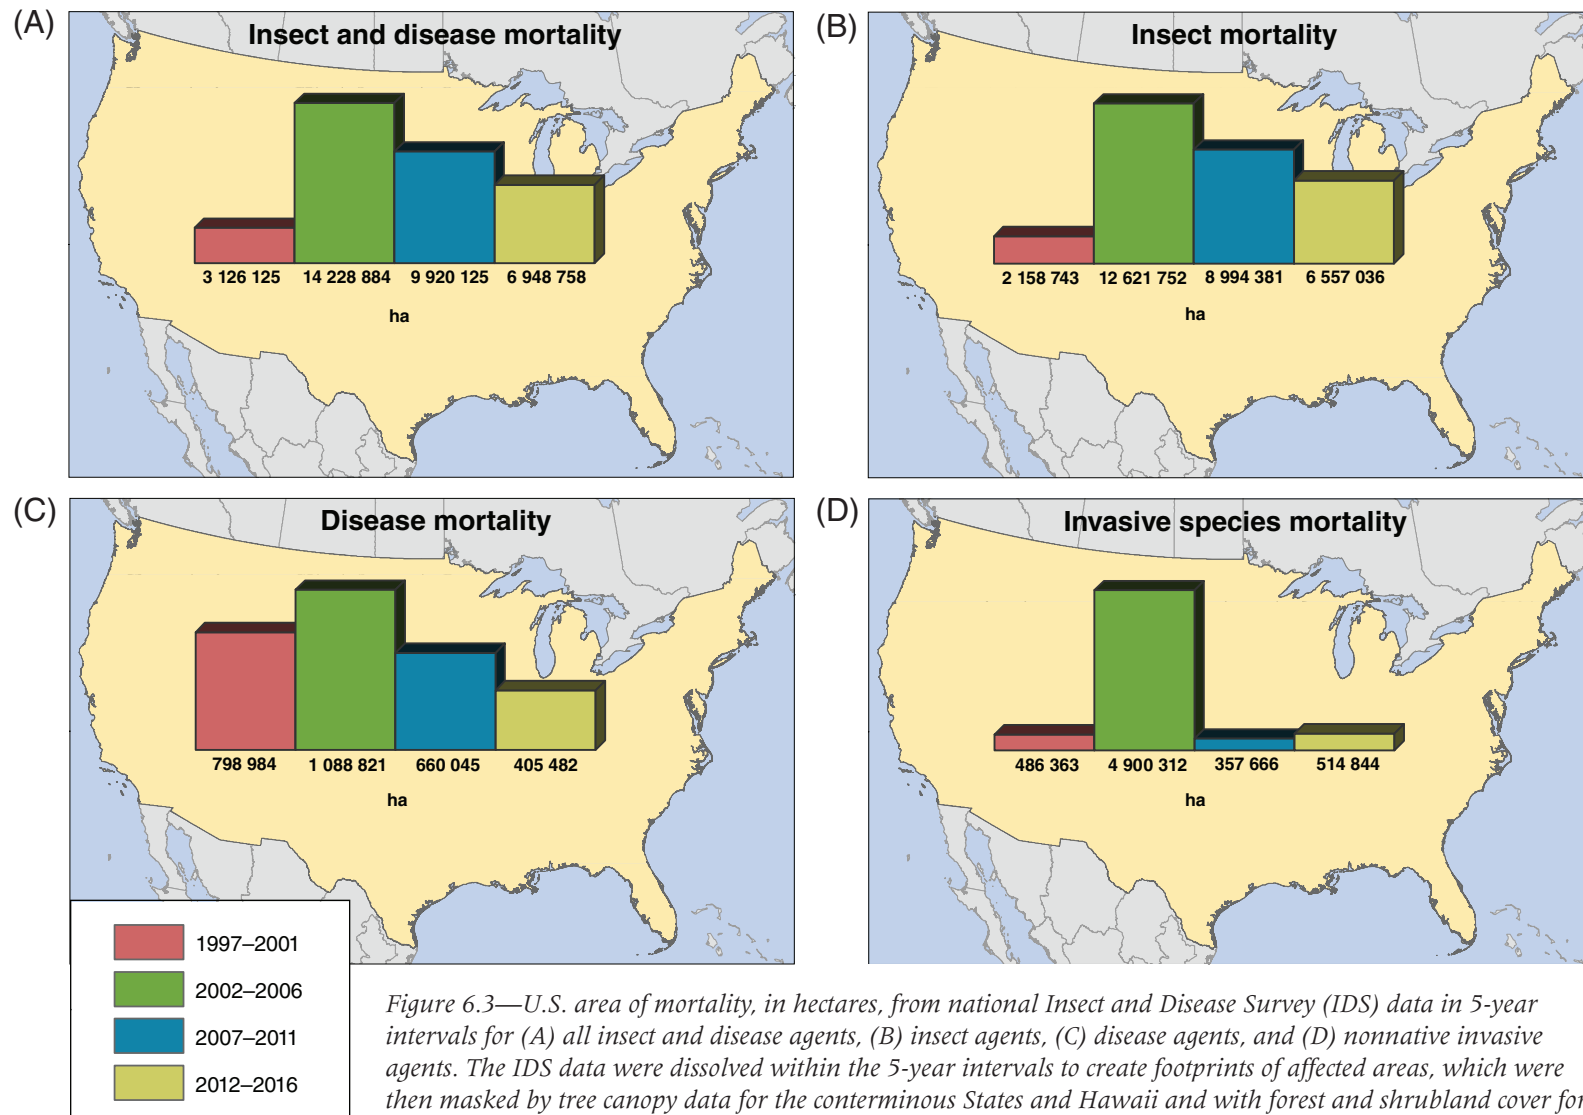 (A)
Insect and disease mortality
3 126 125 14 228 884 9 920 125 6 948 758
ha
(B)
Insect mortality
2 158 743 12 621 752 8 994 381 6 557 036
ha
(C)
Disease mortality
798 984 1 088 821 660 045 405 482
ha
(D)
Invasive species mortality
486 363 4 900 312 357 666 514 844
ha
1997–2001
2002–2006
2007–2011
2012–2016
Figure 6.3—U.S. area of mortality, in hectares, from national Insect and Disease Survey (IDS) data in 5-year
intervals for (A) all insect and disease agents, (B) insect agents, (C) disease agents, and (D) nonnative invasive
agents. The IDS data were dissolved within the 5-year intervals to create footprints of affected areas, which were
then masked by tree canopy data for the conterminous States and Hawaii and with forest and shrubland cover for